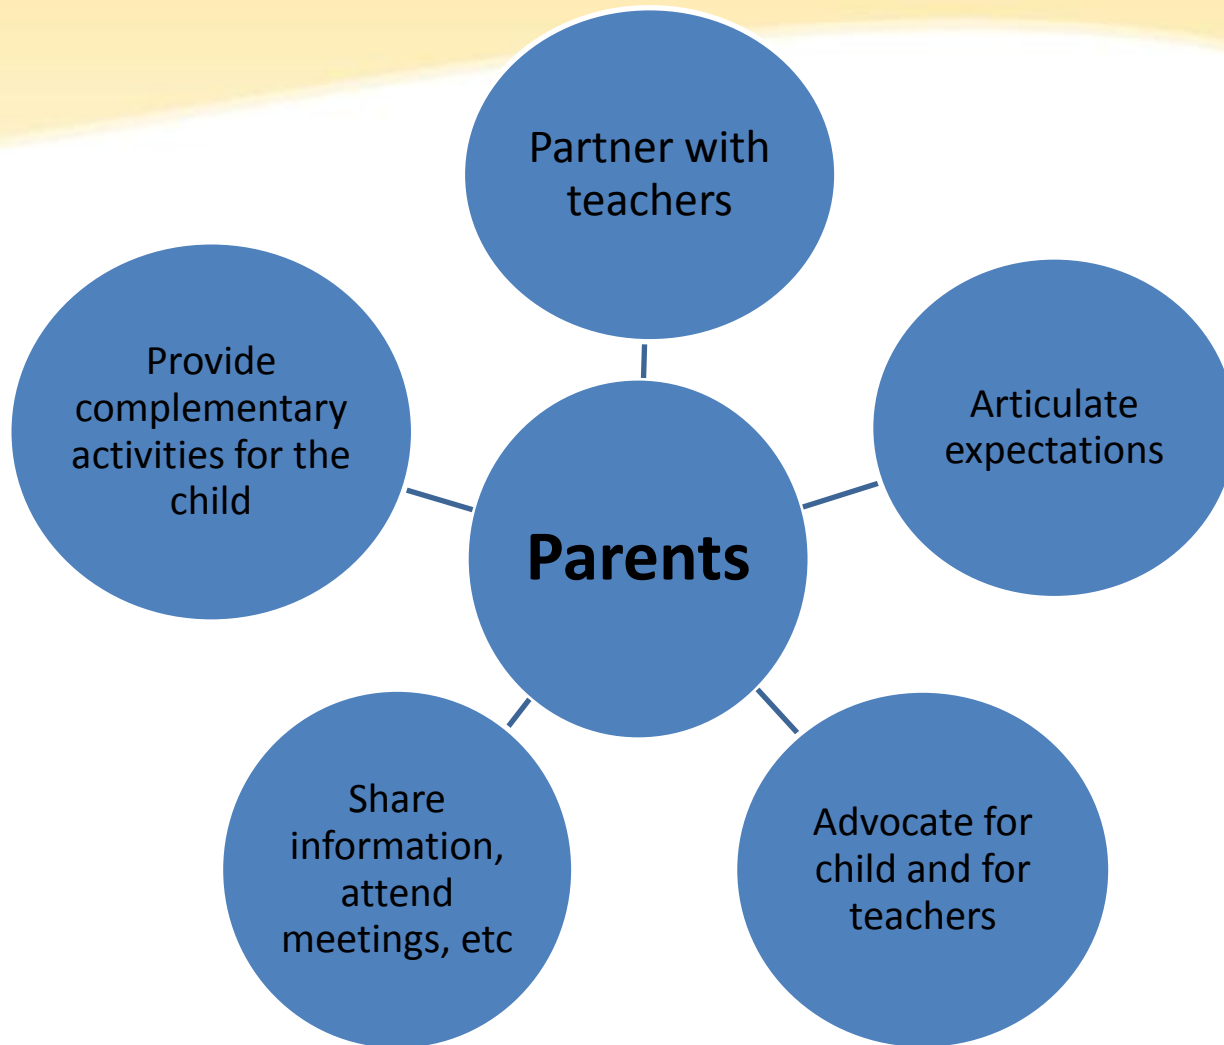 Partner with
teachers
Articulate
expectations
Advocate for
child and for
teachers
Share
information,
attend
meetings, etc
Provide
complementary
activities for the
child
Parents